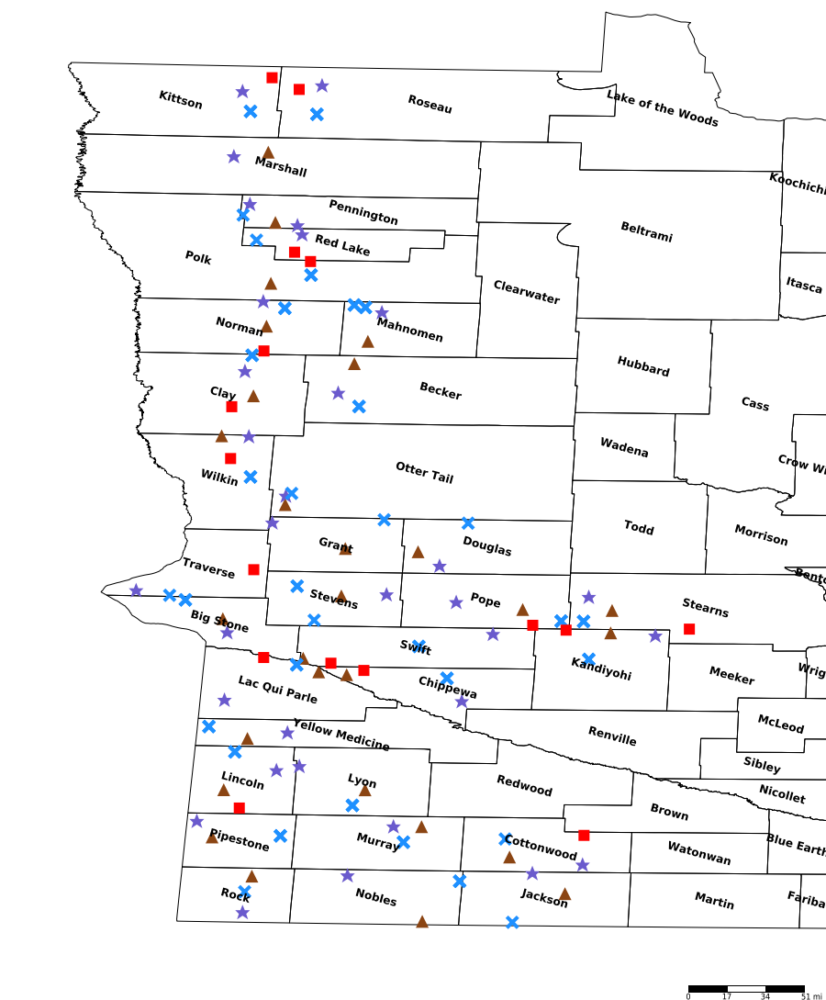 Kittson
Roseau
Lake of the Woods
Marshall
Koochichi
Pennington
Beltrami
Red Lake
Polk
Itasca
Clearwater
Norman
Mahnomen
Hubbard
Clay
Becker
Cass
Wadena
Crow Wi
Otter Tail
Wilkin
Todd
Morrison
Grant
Douglas
Traverse
Bento
Stevens
Pope
Stearns
Big Stone
Swift
Kandiyohi
Wrig
Meeker
Lac Qui Parle
Chippewa
McLeod
Yellow Medicine
Renville
Sibley
Lincoln
Lyon
Redwood
Nicollet
Brown
Pipestone
Murray
Cottonwood
Watonwan
Blue Earth
Rock
Nobles
Jackson
Martin
Fariba
0 17 34 51 mi